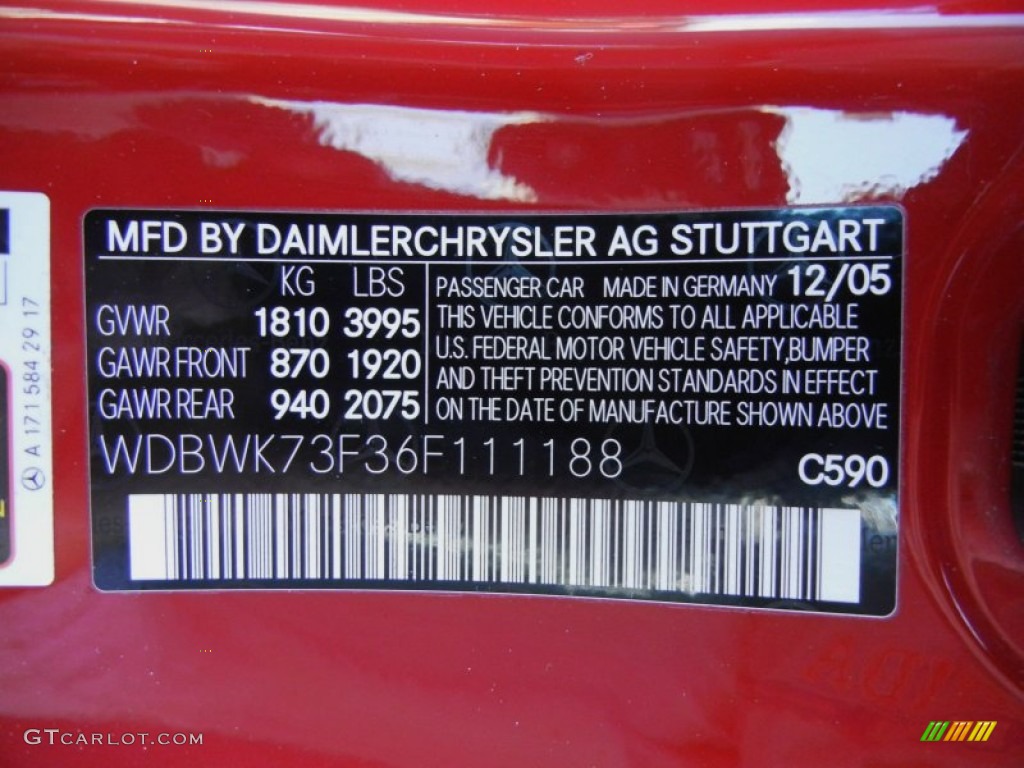 MFD BY DAIMLERCHRYSLER AG STUTTGART
KG LBS
GVWR 1810 3995
GAWR FRONT 870 1920
GAWR REAR 940 2075
PASSENGER CAR MADE IN GERMANY 12/05
THIS VEHICLE CONFORMS TO ALL APPLICABLE
U.S. FEDERAL MOTOR VEHICLE SAFETY,BUMPER
AND THEFT PREVENTION STANDARDS IN EFFECT
ON THE DATE OF MANUFACTURE SHOWN ABOVE
WDBWK73F36F111188
C590
A 171 584 29 17
GTCARLOT.COM